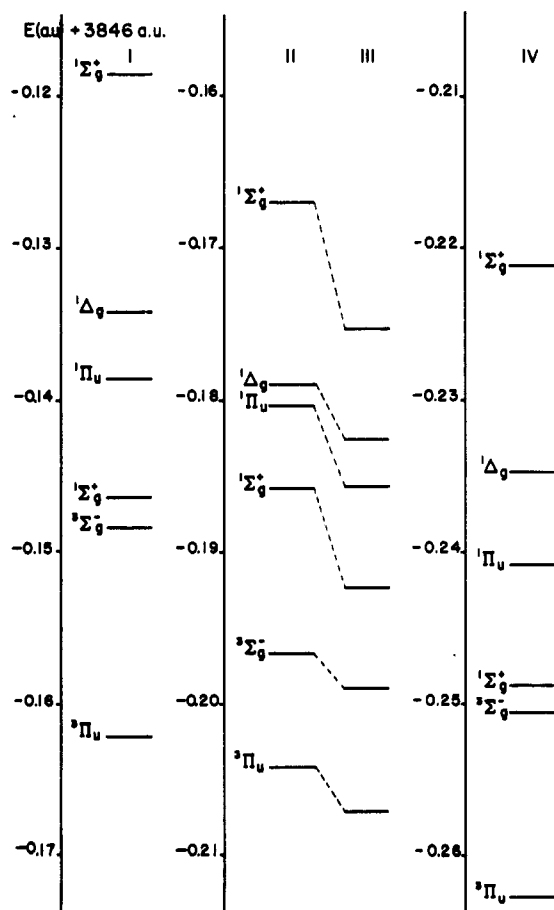 E(a.u) + 3846 a.u.
I II III IV
¹Σg⁺
-0.12 -0.16 -0.21
¹Σg⁺
-0.13 -0.17 -0.22
¹Σg⁺
¹Δg
¹Πu ¹Δg
-0.14 -0.18 -0.23
¹Πu
¹Δg
¹Σg⁺ ¹Σg⁺
³Σg⁻
-0.15 -0.19 -0.24
¹Πu
³Σg⁻ ¹Σg⁺
-0.16 -0.20 -0.25
³Σg⁻
³Πu ³Πu
-0.17 -0.21 -0.26
³Πu